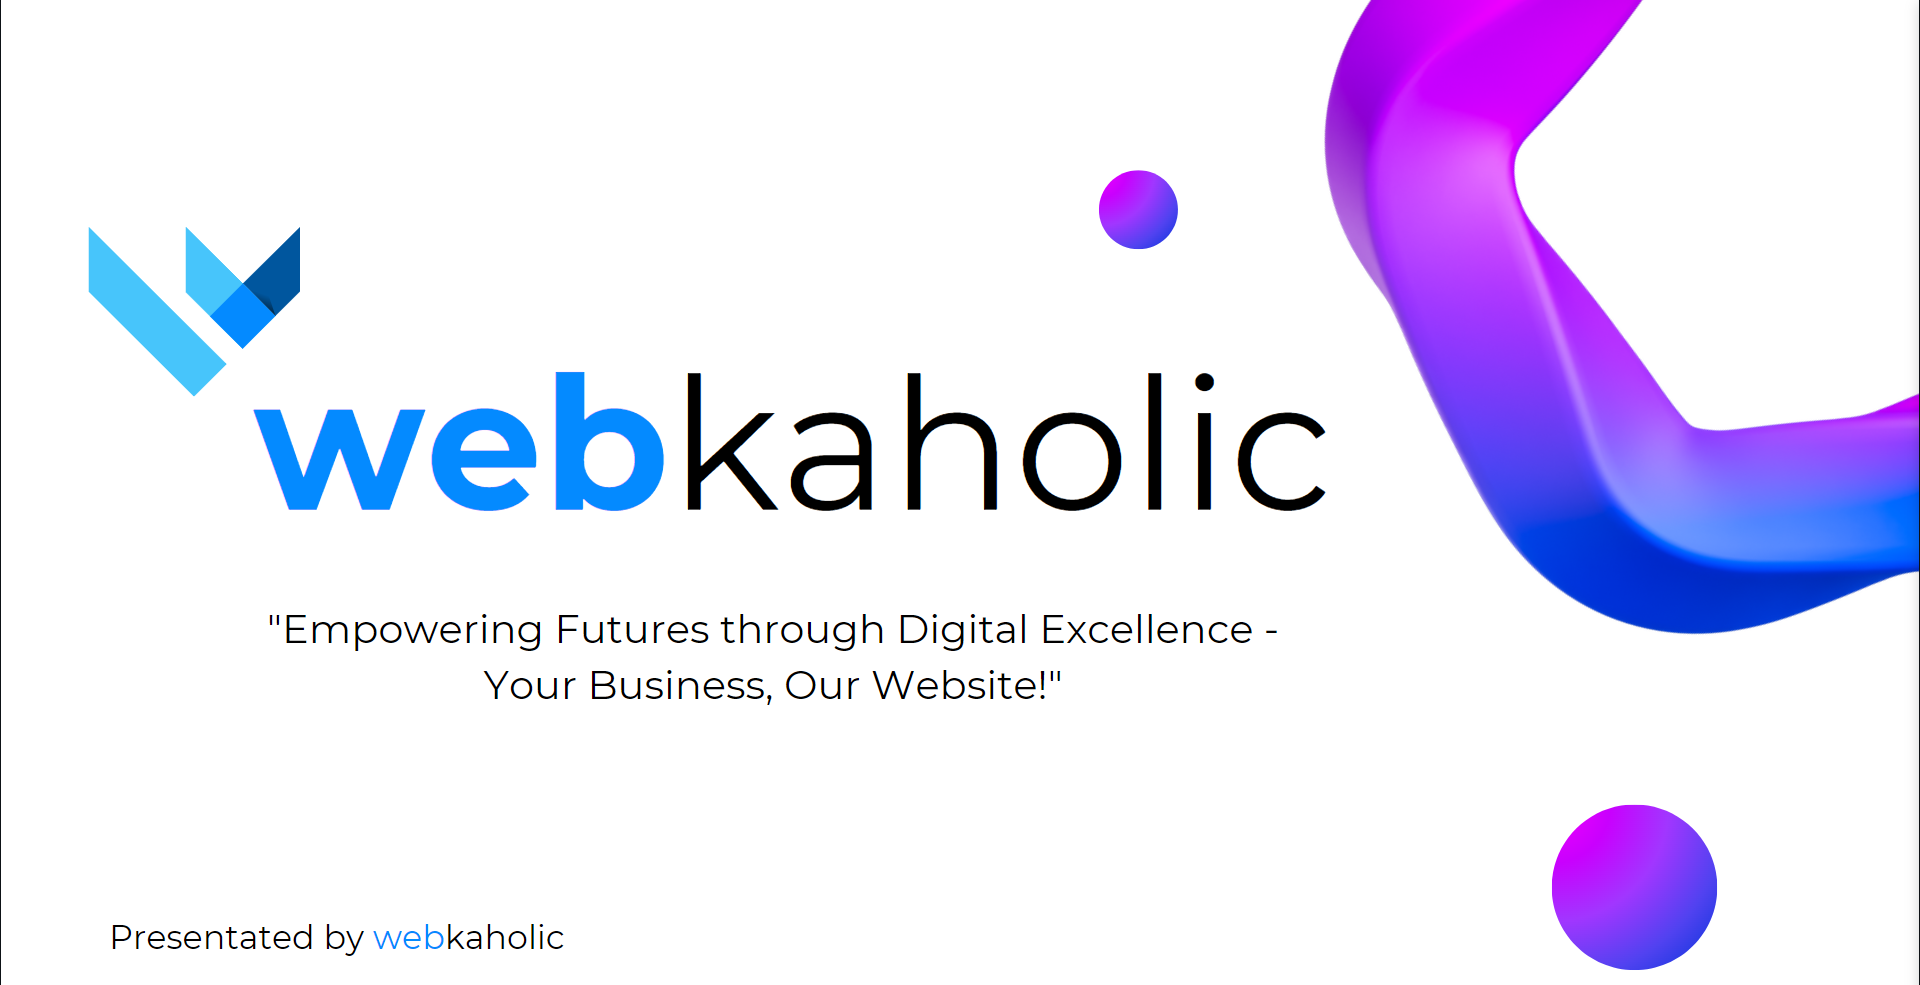 webkaholic
"Empowering Futures through Digital Excellence -
Your Business, Our Website!"
Presentated by webkaholic